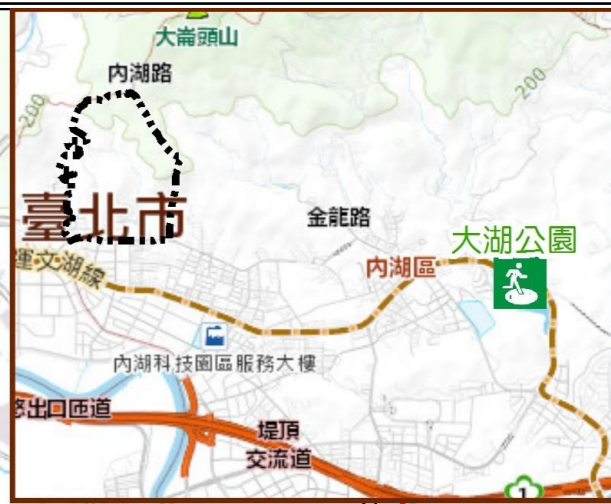 大崙頭山
內湖路
200
200
臺北市
金龍路
大湖公園
內湖區
運文湖線
內湖科技園區服務大樓
出口匝道
堤頂
交流道
1